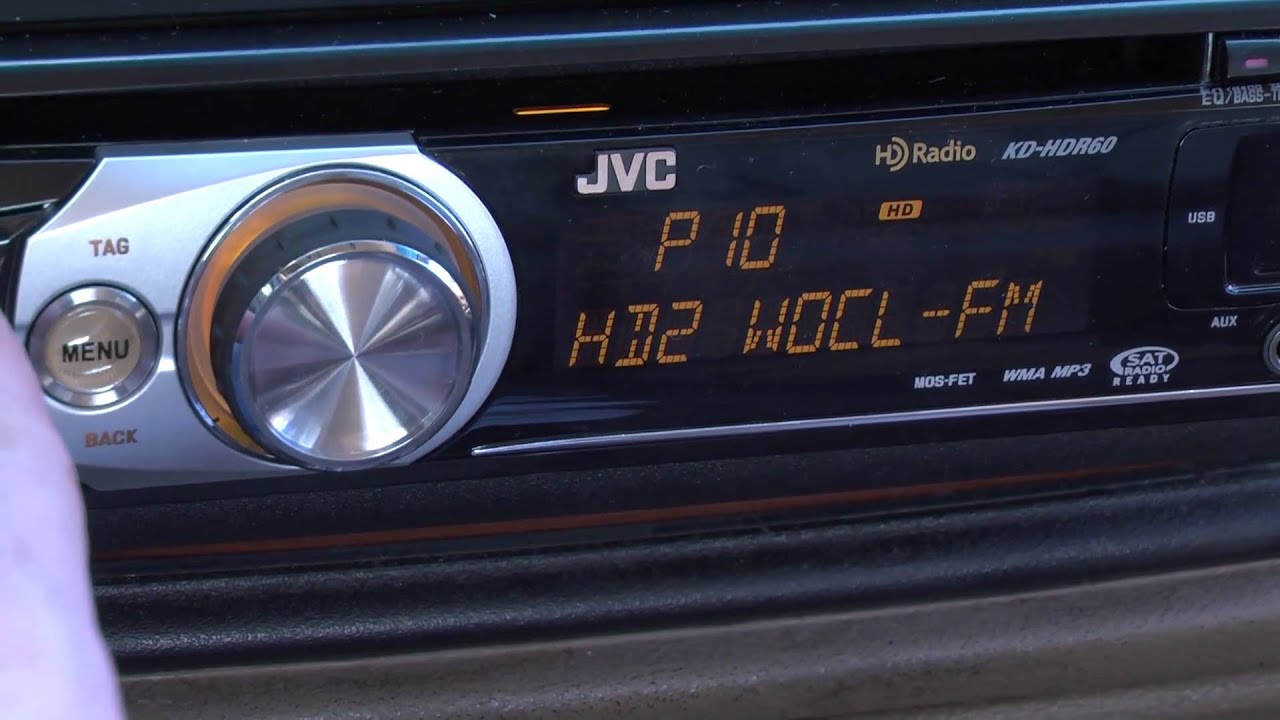 EQ/BASS-T
JVC
HD Radio
KD-HDR60
HD
P10
HD2 WOCL-FM
TAG
MENU
BACK
USB
AUX
MOS-FET
WMA MP3
SAT
RADIO
READY